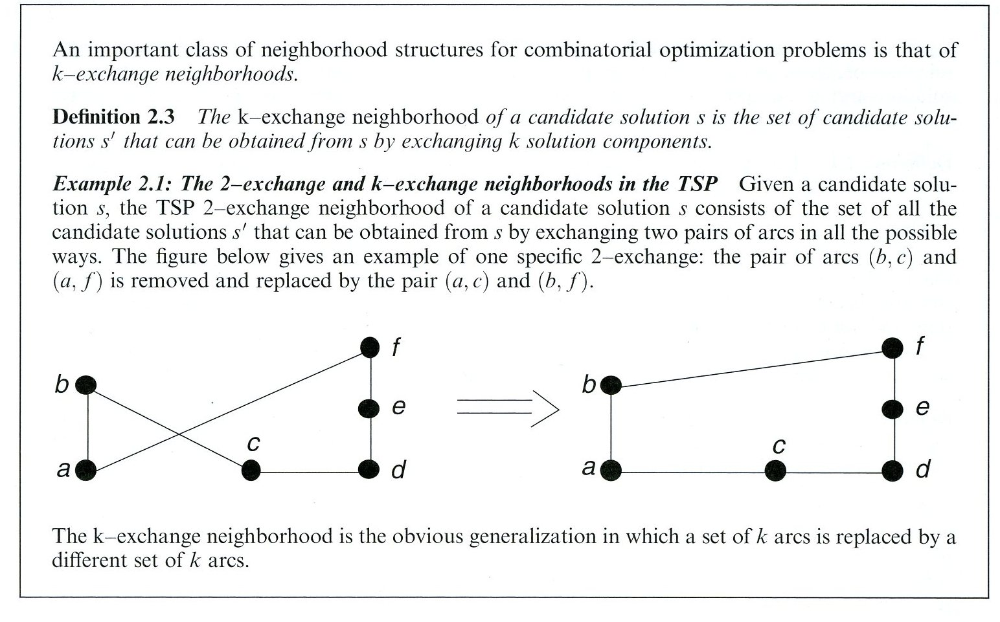 An important class of neighborhood structures for combinatorial optimization problems is that of
k–exchange neighborhoods.
Definition 2.3 The k–exchange neighborhood of a candidate solution s is the set of candidate solu-
tions s′ that can be obtained from s by exchanging k solution components.
Example 2.1: The 2–exchange and k–exchange neighborhoods in the TSP Given a candidate solu-
tion s, the TSP 2–exchange neighborhood of a candidate solution s consists of the set of all the
candidate solutions s′ that can be obtained from s by exchanging two pairs of arcs in all the possible
ways. The figure below gives an example of one specific 2–exchange: the pair of arcs (b, c) and
(a, f) is removed and replaced by the pair (a, c) and (b, f).
f
b
e
c
a
d
f
b
e
c
a
d
The k–exchange neighborhood is the obvious generalization in which a set of k arcs is replaced by a
different set of k arcs.